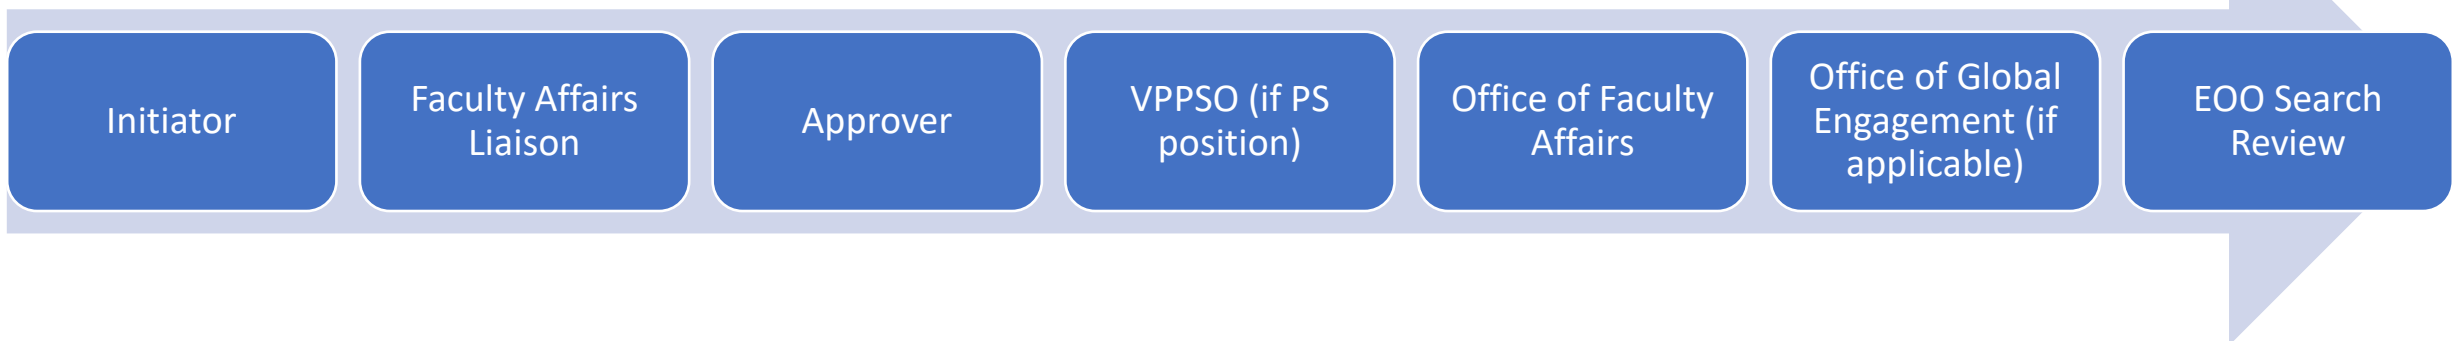 Initiator
Faculty Affairs
Liaison
Approver
VPPSO (if PS
position)
Office of Faculty
Affairs
Office of Global
Engagement (if
applicable)
EOO Search
Review